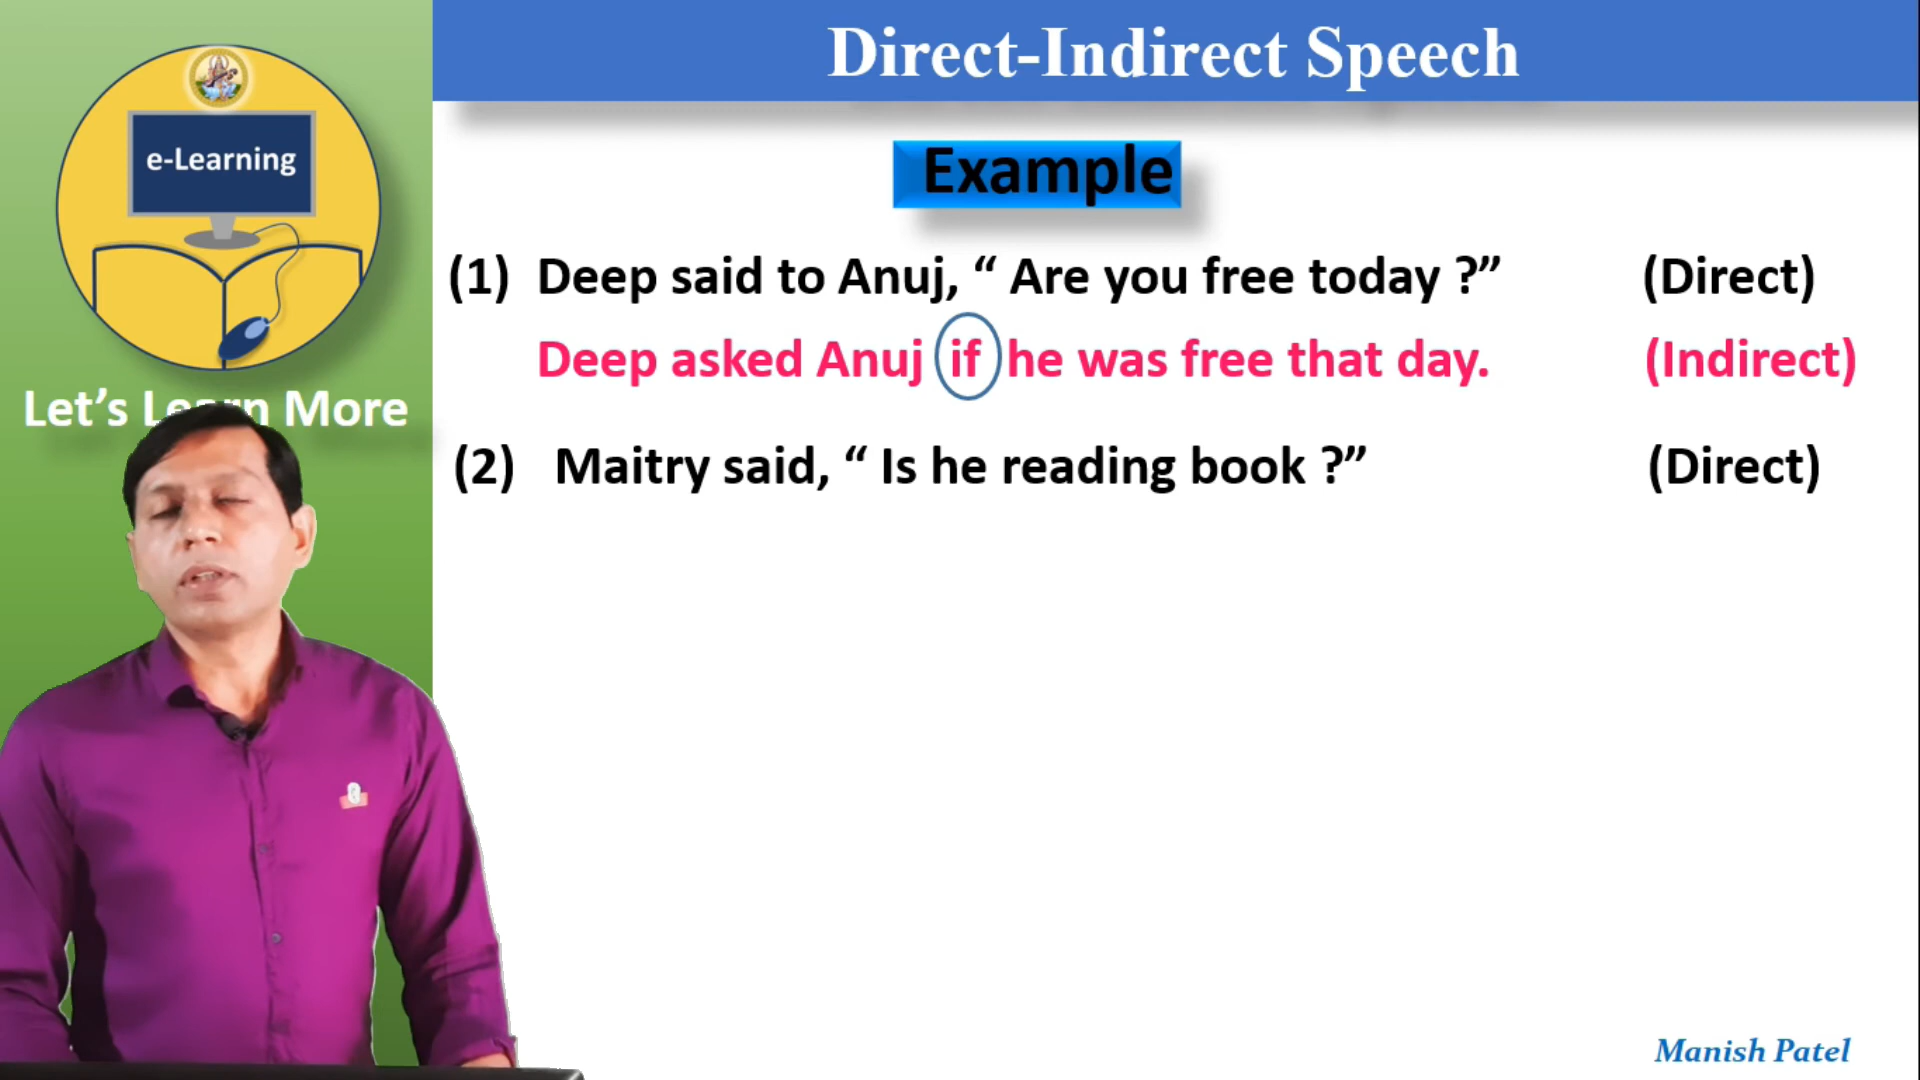 Direct-Indirect Speech
e-Learning
Let's Le n More
Example
(1) Deep said to Anuj, “ Are you free today ?” (Direct)
Deep asked Anuj if he was free that day. (Indirect)
(2) Maitry said, “ Is he reading book ?” (Direct)
Manish Patel